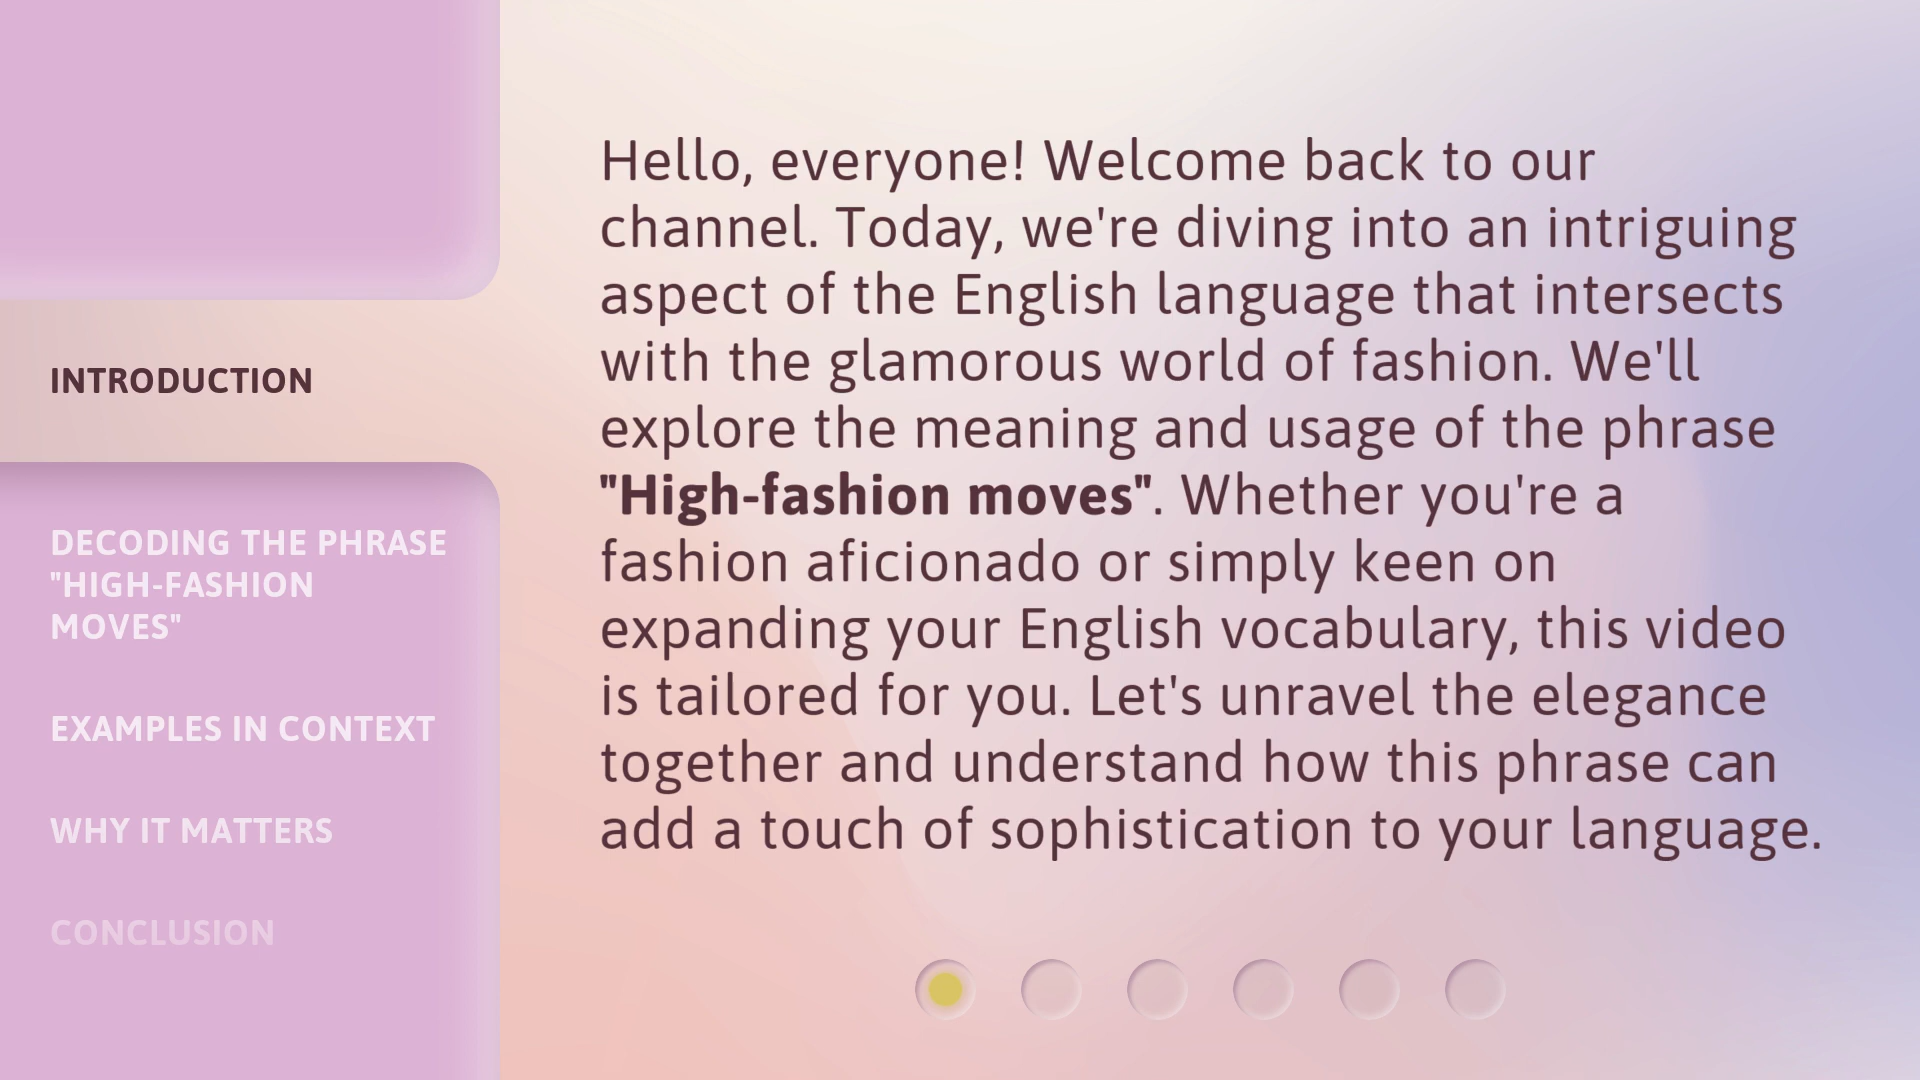 INTRODUCTION
DECODING THE PHRASE
"HIGH-FASHION
MOVES"
EXAMPLES IN CONTEXT
WHY IT MATTERS
CONCLUSION
Hello, everyone! Welcome back to our
channel. Today, we're diving into an intriguing
aspect of the English language that intersects
with the glamorous world of fashion. We'll
explore the meaning and usage of the phrase
"High-fashion moves". Whether you're a
fashion aficionado or simply keen on
expanding your English vocabulary, this video
is tailored for you. Let's unravel the elegance
together and understand how this phrase can
add a touch of sophistication to your language.